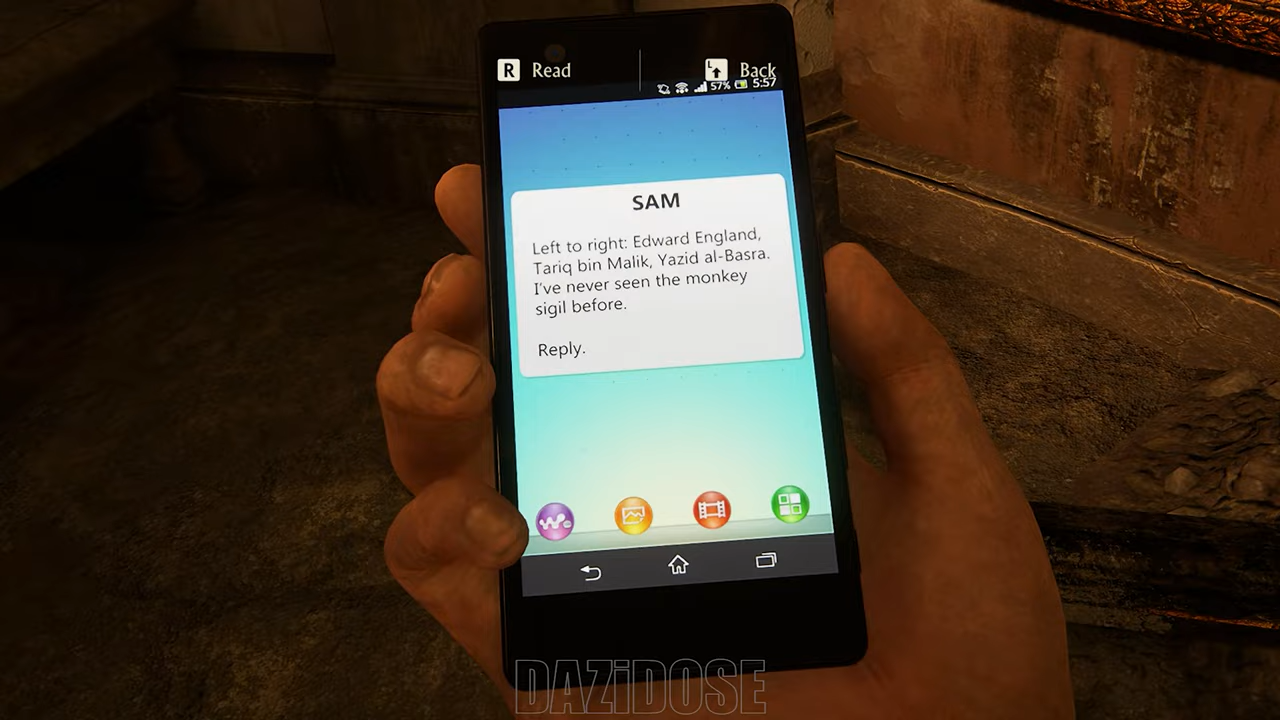 R Read
L Back
57% 5:57
SAM
Left to right: Edward England,
Tariq bin Malik, Yazid al-Basra.
I've never seen the monkey
sigil before.
Reply.
DAZiDOSE